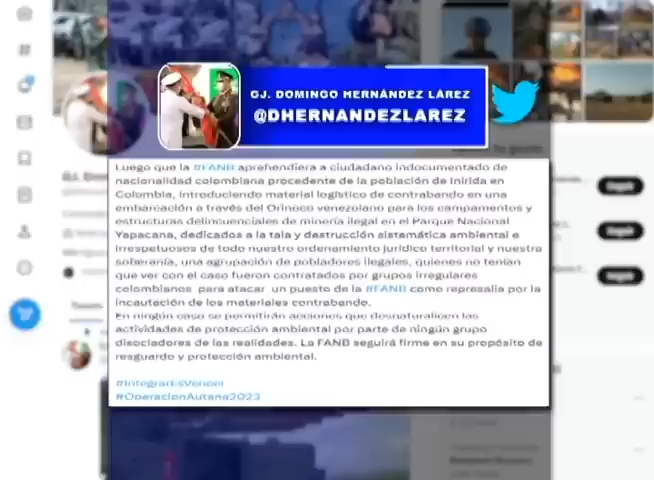 GJ. DOMINGO HERNÁNDEZ LÁREZ
@DHERNANDEZLAREZ
Luego que la #FANB aprehendiera a ciudadano indocumentado de
nacionalidad colombiana procedente de la población de Inirida en
Colombia, introduciendo material logístico de contrabando en una
embarcación a través del Orinoco venezolano para los campamentos y
estructuras delincuenciales de minería ilegal en el Parque Nacional
Yapacana, dedicados a la tala y destrucción sistemática ambiental e
irrespetuosos de todo nuestro ordenamiento jurídico territorial y nuestra
soberanía, una agrupación de pobladores ilegales, quienes no tenían
que ver con el caso fueron contratados por grupos irregulares
colombianos para atacar un puesto de la #FANB como represalia por la
incautación de los materiales contrabando.
En ningún caso se permitirán acciones que desnaturalicen las
actividades de protección ambiental por parte de ningún grupo
disociadores de las realidades. La FANB seguirá firme en su propósito de
resguardo y protección ambiental.
#IntegrarEsVencer
#OperacionAutana2023